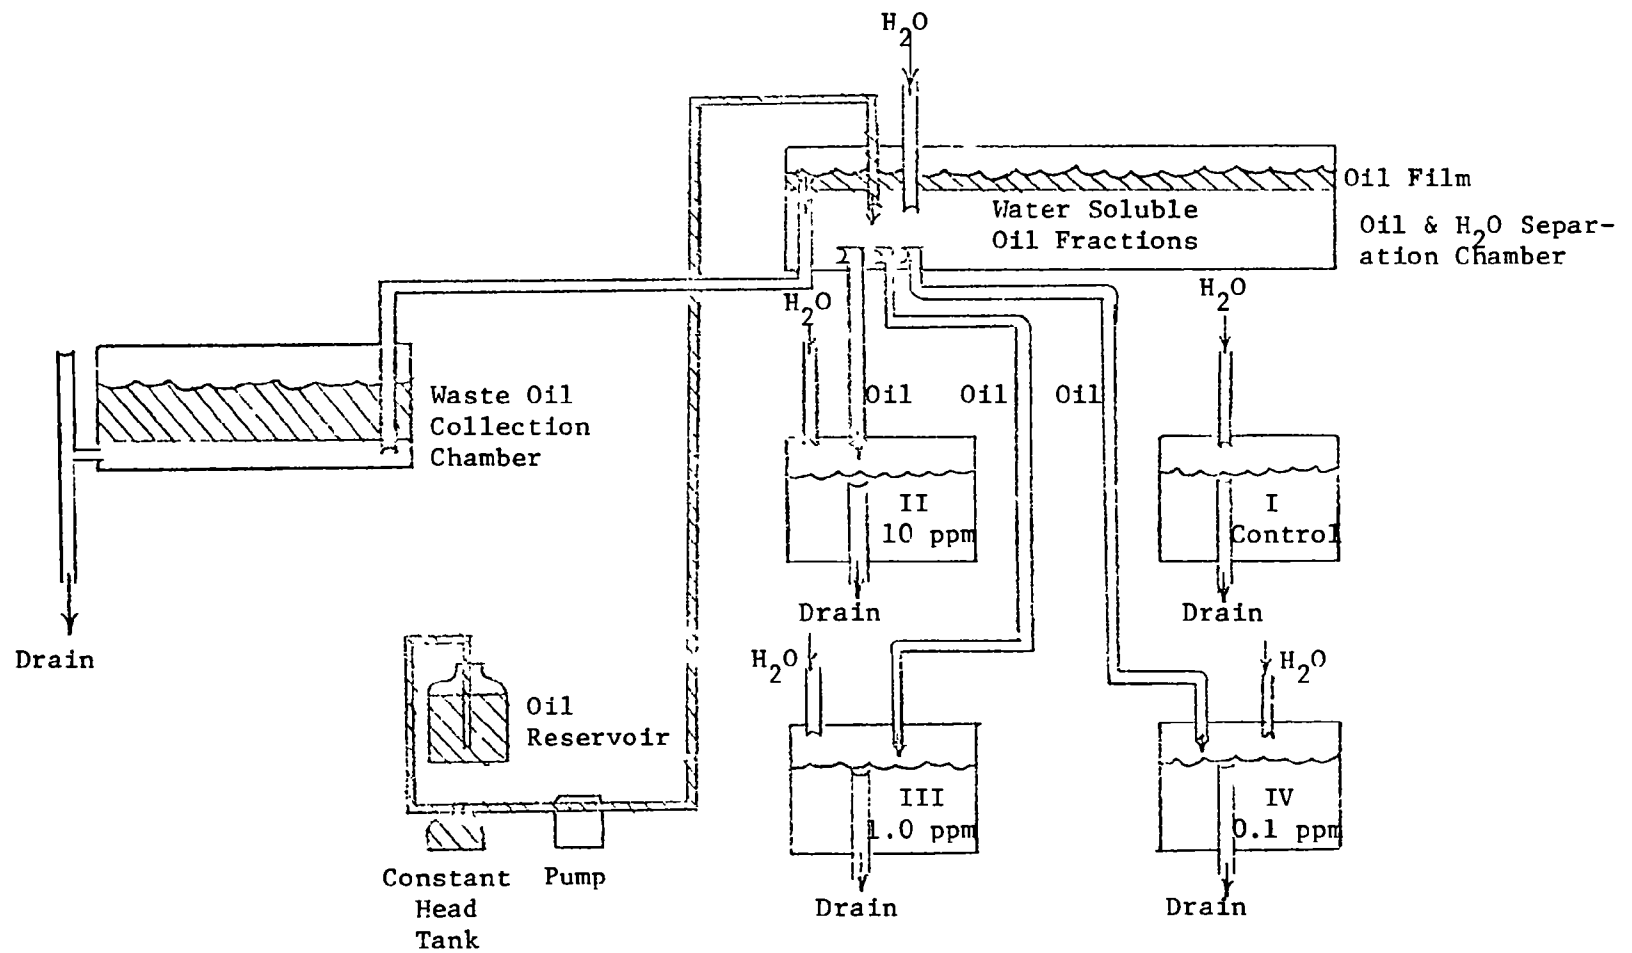 H2O
Oil Film
Water Soluble
Oil Fractions
Oil & H2O Separ-
ation Chamber
H2O
H2O
Waste Oil
Collection
Chamber
Oil
Oil
Oil
II
10 ppm
I
Control
Drain
Drain
Drain
H2O
H2O
Oil
Reservoir
III
1.0 ppm
IV
0.1 ppm
Constant
Head
Tank
Pump
Drain
Drain